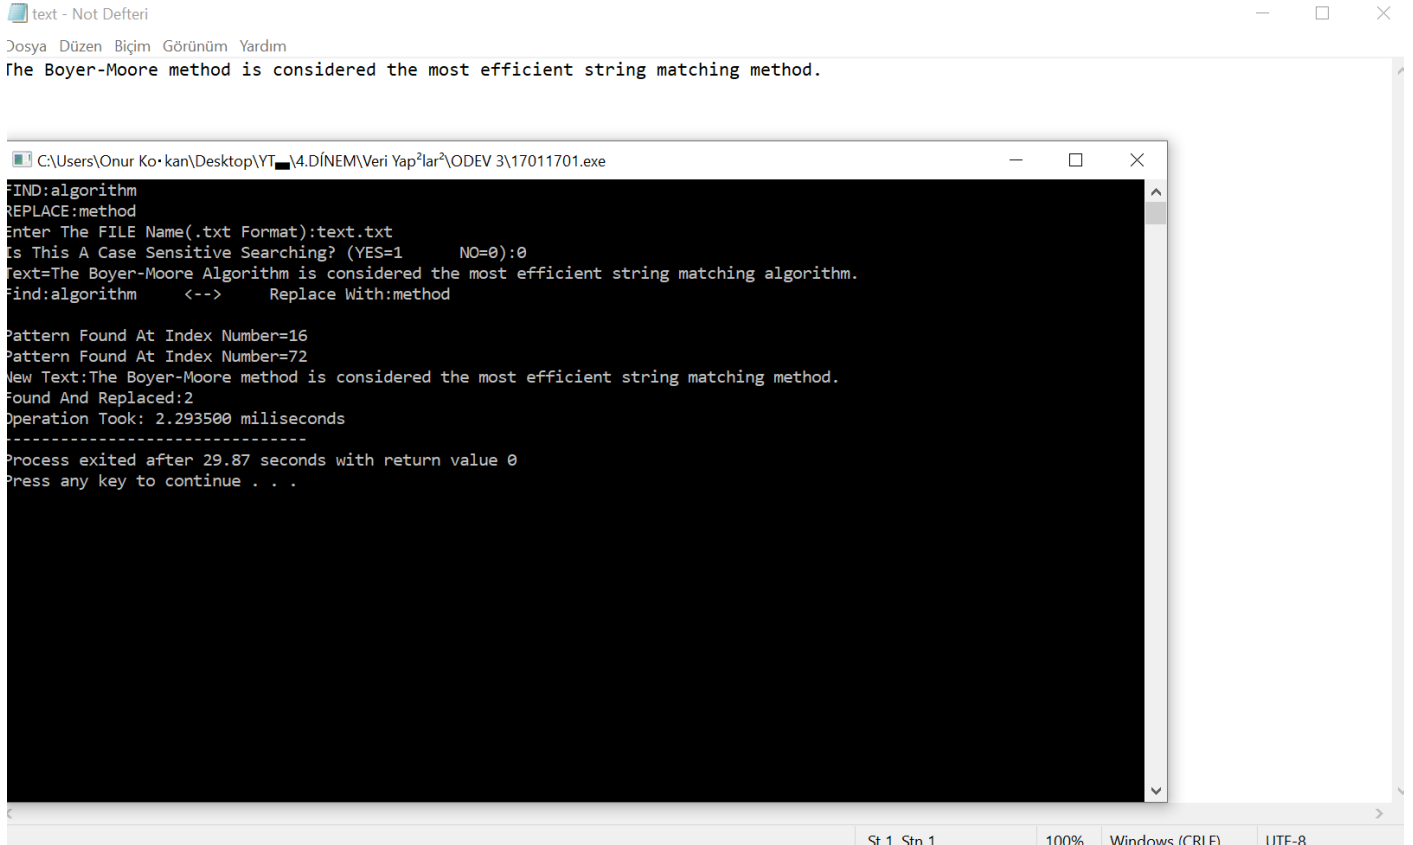 text - Not Defteri
Dosya Düzen Biçim Görünüm Yardım
The Boyer-Moore method is considered the most efficient string matching method.
C:\Users\Onur Ko•kan\Desktop\YT▄\4.DÍNEM\Veri Yap²lar²\ODEV 3\17011701.exe
FIND:algorithm
REPLACE:method
Enter The FILE Name(.txt Format):text.txt
Is This A Case Sensitive Searching? (YES=1 NO=0):0
Text=The Boyer-Moore Algorithm is considered the most efficient string matching algorithm.
Find:algorithm <--> Replace With:method
Pattern Found At Index Number=16
Pattern Found At Index Number=72
New Text:The Boyer-Moore method is considered the most efficient string matching method.
Found And Replaced:2
Operation Took: 2.293500 miliseconds
--------------------------------
Process exited after 29.87 seconds with return value 0
Press any key to continue . . .
St 1, Stn 1 100% Windows (CRLF) UTF-8